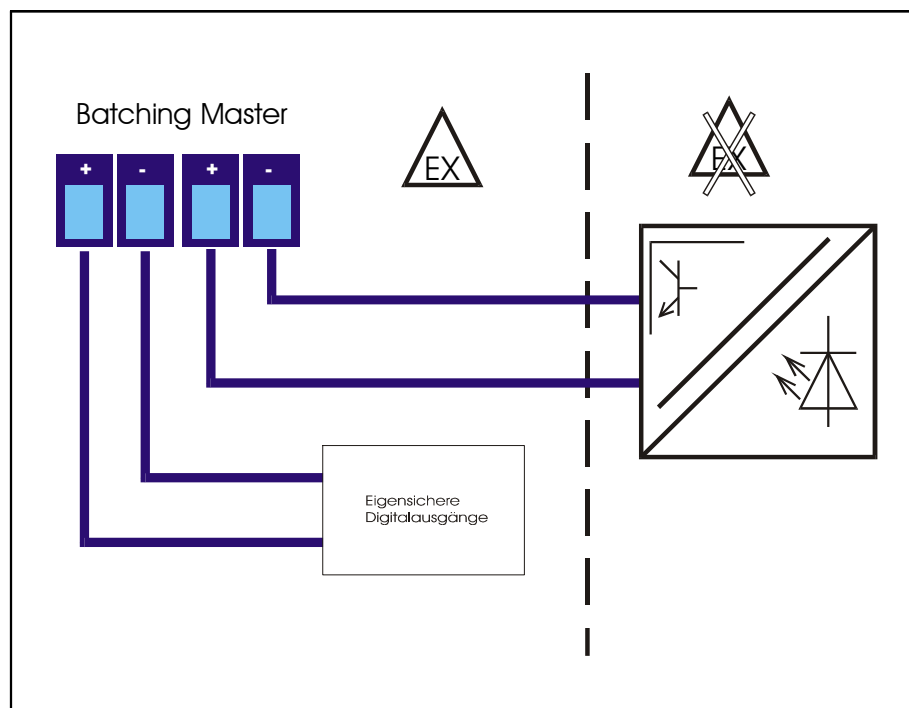 Batching Master
EX
EX
+ - + -
Eigensichere
Digitalausgänge